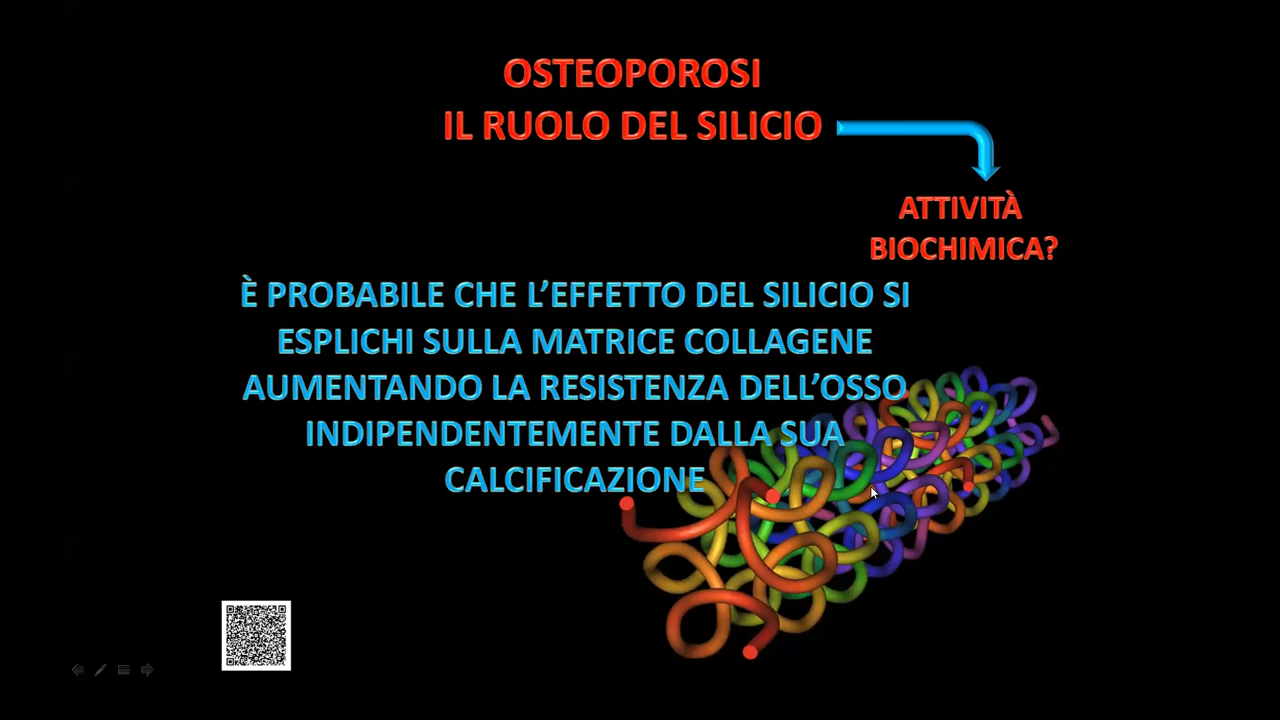 OSTEOPOROSI
IL RUOLO DEL SILICIO
ATTIVITÀ
BIOCHIMICA?
È PROBABILE CHE L’EFFETTO DEL SILICIO SI
ESPLICHI SULLA MATRICE COLLAGENE
AUMENTANDO LA RESISTENZA DELL’OSSO
INDIPENDENTEMENTE DALLA SUA
CALCIFICAZIONE